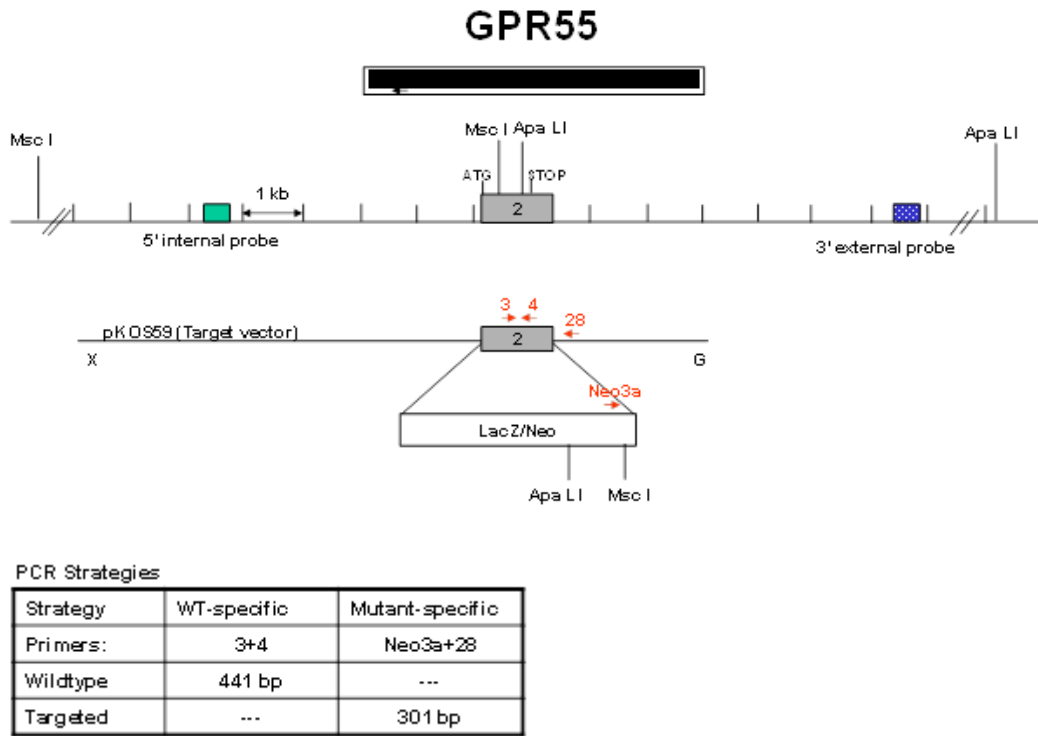 GPR55
Msc I
Msc I
Apa LI
Apa LI
ATG
STOP
1 kb
2
5' internal probe
3' external probe
3
4
28
pKOS59 (Target vector)
2
X
G
Neo3a
LacZ/Neo
Apa LI
Msc I
PCR Strategies
Strategy WT-specific Mutant-specific
Primers: 3+4 Neo3a+28
Wildtype 441 bp ---
Targeted --- 301 bp